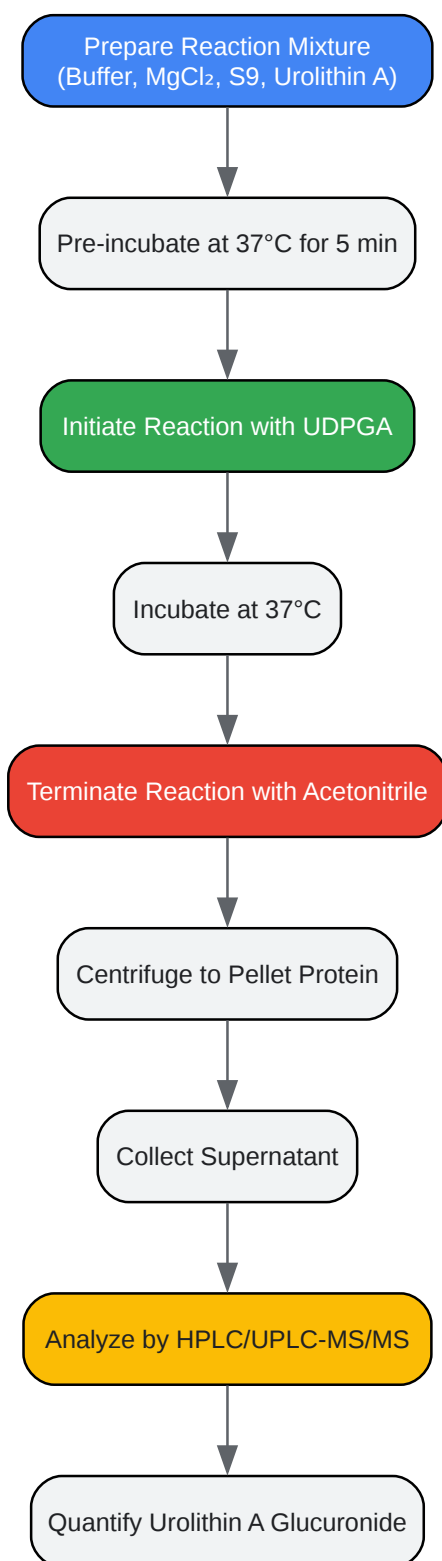 Prepare Reaction Mixture
(Buffer, MgCl₂, S9, Urolithin A)
Pre-incubate at 37°C for 5 min
Initiate Reaction with UDPGA
Incubate at 37°C
Terminate Reaction with Acetonitrile
Centrifuge to Pellet Protein
Collect Supernatant
Analyze by HPLC/UPLC-MS/MS
Quantify Urolithin A Glucuronide